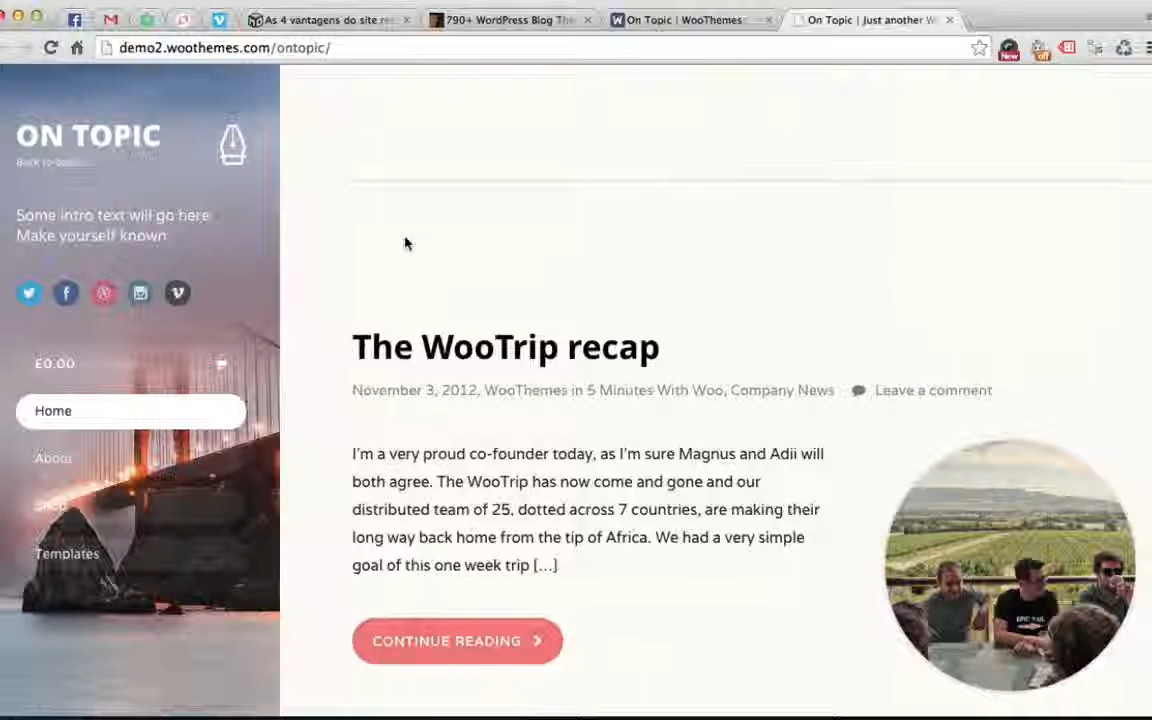 As 4 vantagens do site re
790+ WordPress Blog The
On Topic | WooThemes
On Topic | Just another W
demo2.woothemes.com/ontopic/
New
off
ON TOPIC
Some intro text will go here
Make yourself known
£0.00
Home
About
Shop
Templates
The WooTrip recap
November 3, 2012, WooThemes in 5 Minutes With Woo, Company News
Leave a comment
I'm a very proud co-founder today, as I'm sure Magnus and Adii will
both agree. The WooTrip has now come and gone and our
distributed team of 25, dotted across 7 countries, are making their
long way back home from the tip of Africa. We had a very simple
goal of this one week trip [...]
CONTINUE READING